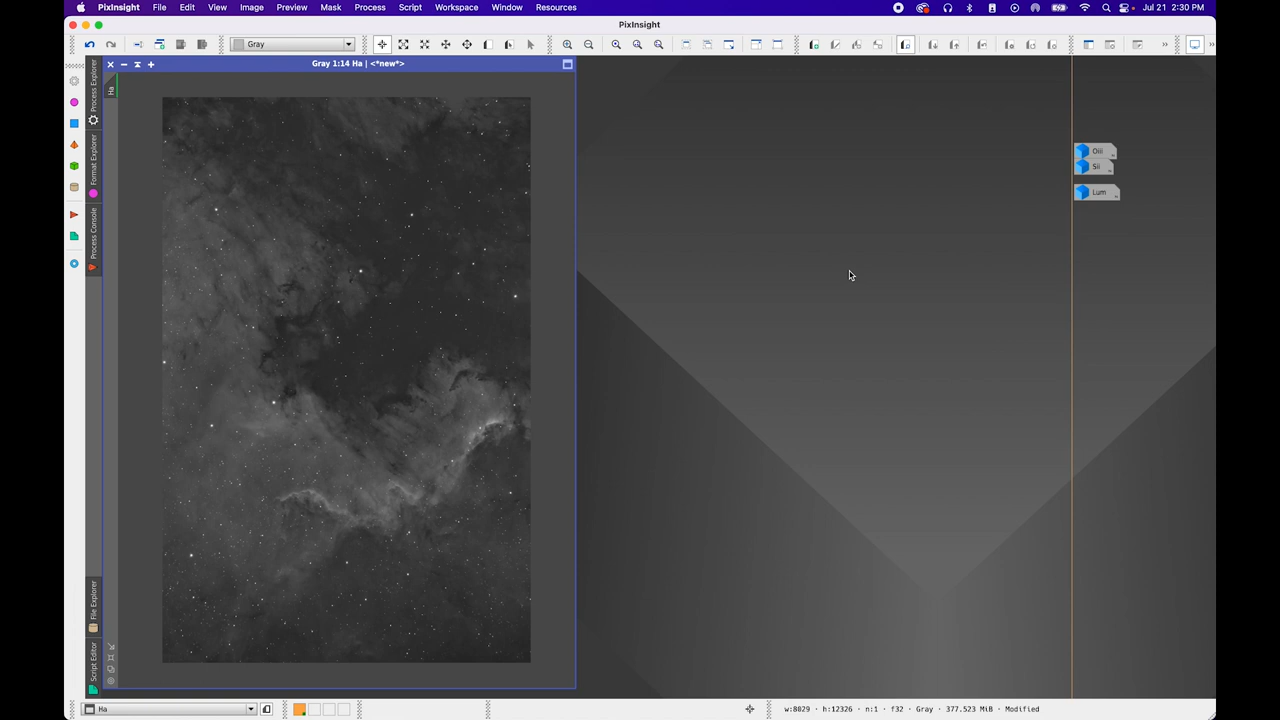 PixInsight File Edit View Image Preview Mask Process Script Workspace Window Resources Jul 21 2:30 PM
PixInsight
Gray
Gray 1:14 Ha | <*new*>
Ha
Process Explorer
Format Explorer
Process Console
File Explorer
Script Editor
Oiii
Sii
Lum
Ha w:8029 · h:12326 · n:1 · f32 · Gray · 377.523 MiB · Modified